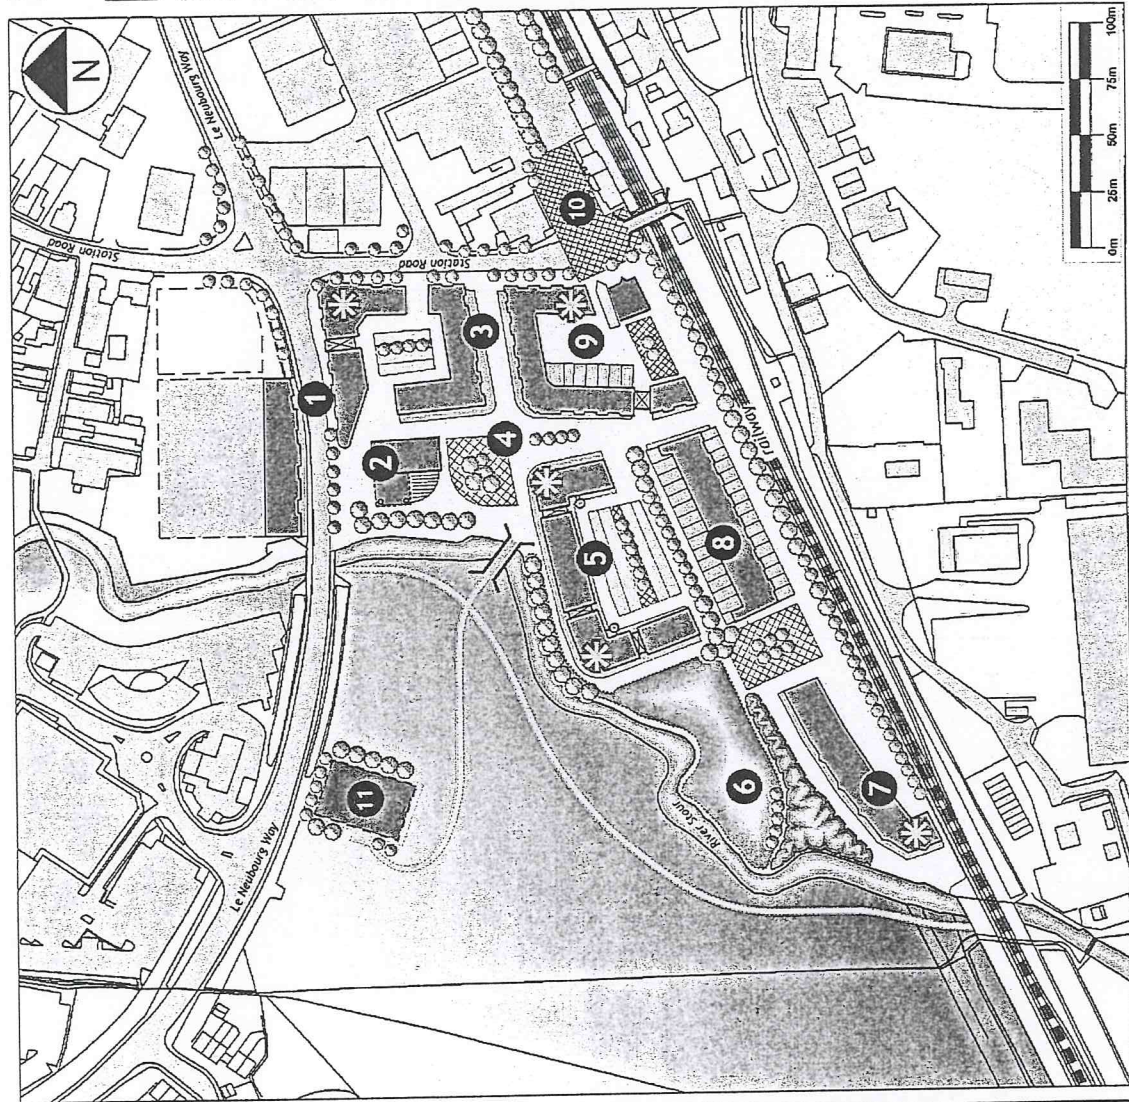 N
Le Neubourg Way
Station Road
Station Road
Le Neubourg Way
River Stour
railway
1
2
3
4
5
6
7
8
9
10
11
0m
25m
50m
75m
100m